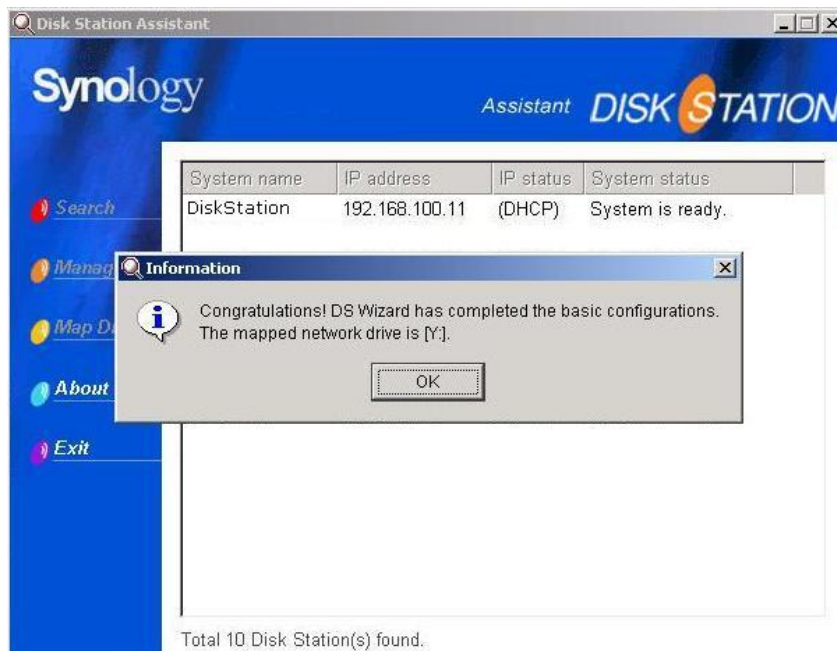 Disk Station Assistant
Synology
Assistant DISK STATION
System name IP address IP status System status
DiskStation 192.168.100.11 (DHCP) System is ready.
Search
Manag
Map D
About
Exit
Information
Congratulations! DS Wizard has completed the basic configurations.
The mapped network drive is [Y:].
OK
Total 10 Disk Station(s) found.